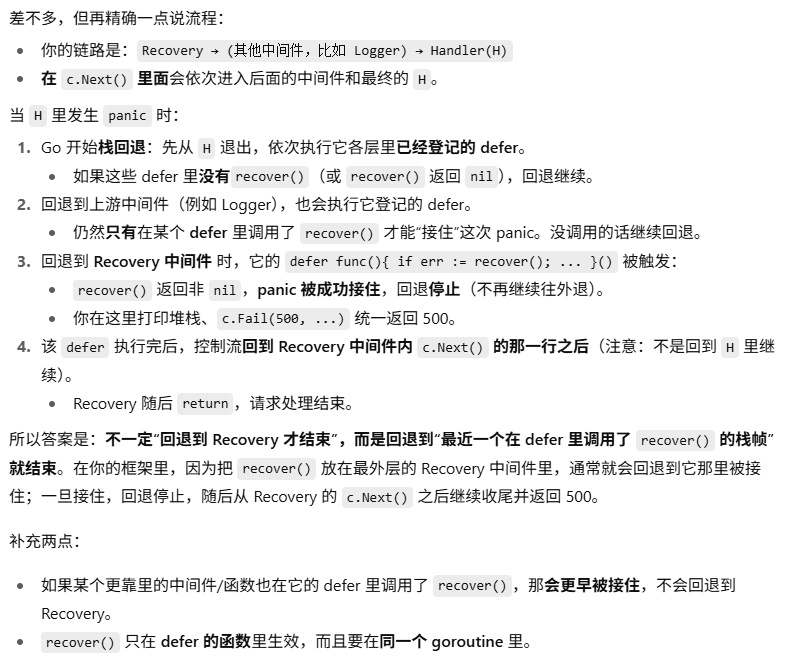 差不多，但再精确一点说流程：
• 你的链路是：Recovery → (其他中间件，比如 Logger) → Handler(H)
• 在 c.Next() 里面会依次进入后面的中间件和最终的 H。
当 H 里发生 panic 时：
1. Go 开始栈回退：先从 H 退出，依次执行它各层里已经登记的 defer。
• 如果这些 defer 里没有 recover()（或 recover() 返回 nil），回退继续。
2. 回退到上游中间件（例如 Logger），也会执行它登记的 defer。
• 仍然只有在某个 defer 里调用了 recover() 才能“接住”这次 panic。没调用的话继续回退。
3. 回退到 Recovery 中间件 时，它的 defer func(){ if err := recover(); ... }() 被触发：
• recover() 返回非 nil，panic 被成功接住，回退停止（不再继续往外退）。
• 你在这里打印堆栈、c.Fail(500, ...) 统一返回 500。
4. 该 defer 执行完后，控制流回到 Recovery 中间件内 c.Next() 的那一行之后（注意：不是回到 H 里继
续）。
• Recovery 随后 return，请求处理结束。
所以答案是：不一定“回退到 Recovery 才结束”，而是回退到“最近一个在 defer 里调用了 recover() 的栈帧”
就结束。在你的框架里，因为把 recover() 放在最外层的 Recovery 中间件里，通常就会回退到它那里被接
住；一旦接住，回退停止，随后从 Recovery 的 c.Next() 之后继续收尾并返回 500。
补充两点：
• 如果某个更靠里的中间件/函数也在它的 defer 里调用了 recover()，那会更早被接住，不会回退到
Recovery。
• recover() 只在 defer 的函数里生效，而且要在同一个 goroutine 里。